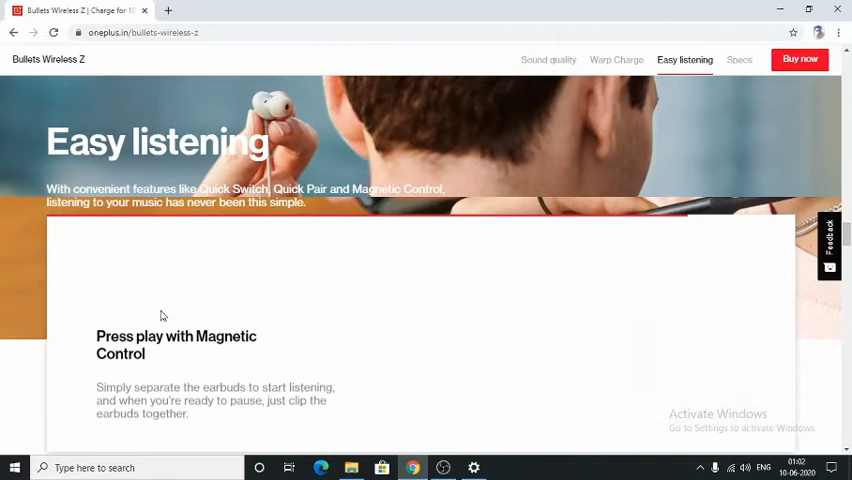 Bullets Wireless Z | Charge for 10
oneplus.in/bullets-wireless-z
Bullets Wireless Z
Sound quality
Warp Charge
Easy listening
Specs
Buy now
Easy listening
With convenient features like Quick Switch, Quick Pair and Magnetic Control,
listening to your music has never been this simple.
Feedback
Press play with Magnetic
Control
Simply separate the earbuds to start listening,
and when you're ready to pause, just clip the
earbuds together.
Activate Windows
Go to Settings to activate Windows.
Type here to search
ENG
01:02
10-06-2020